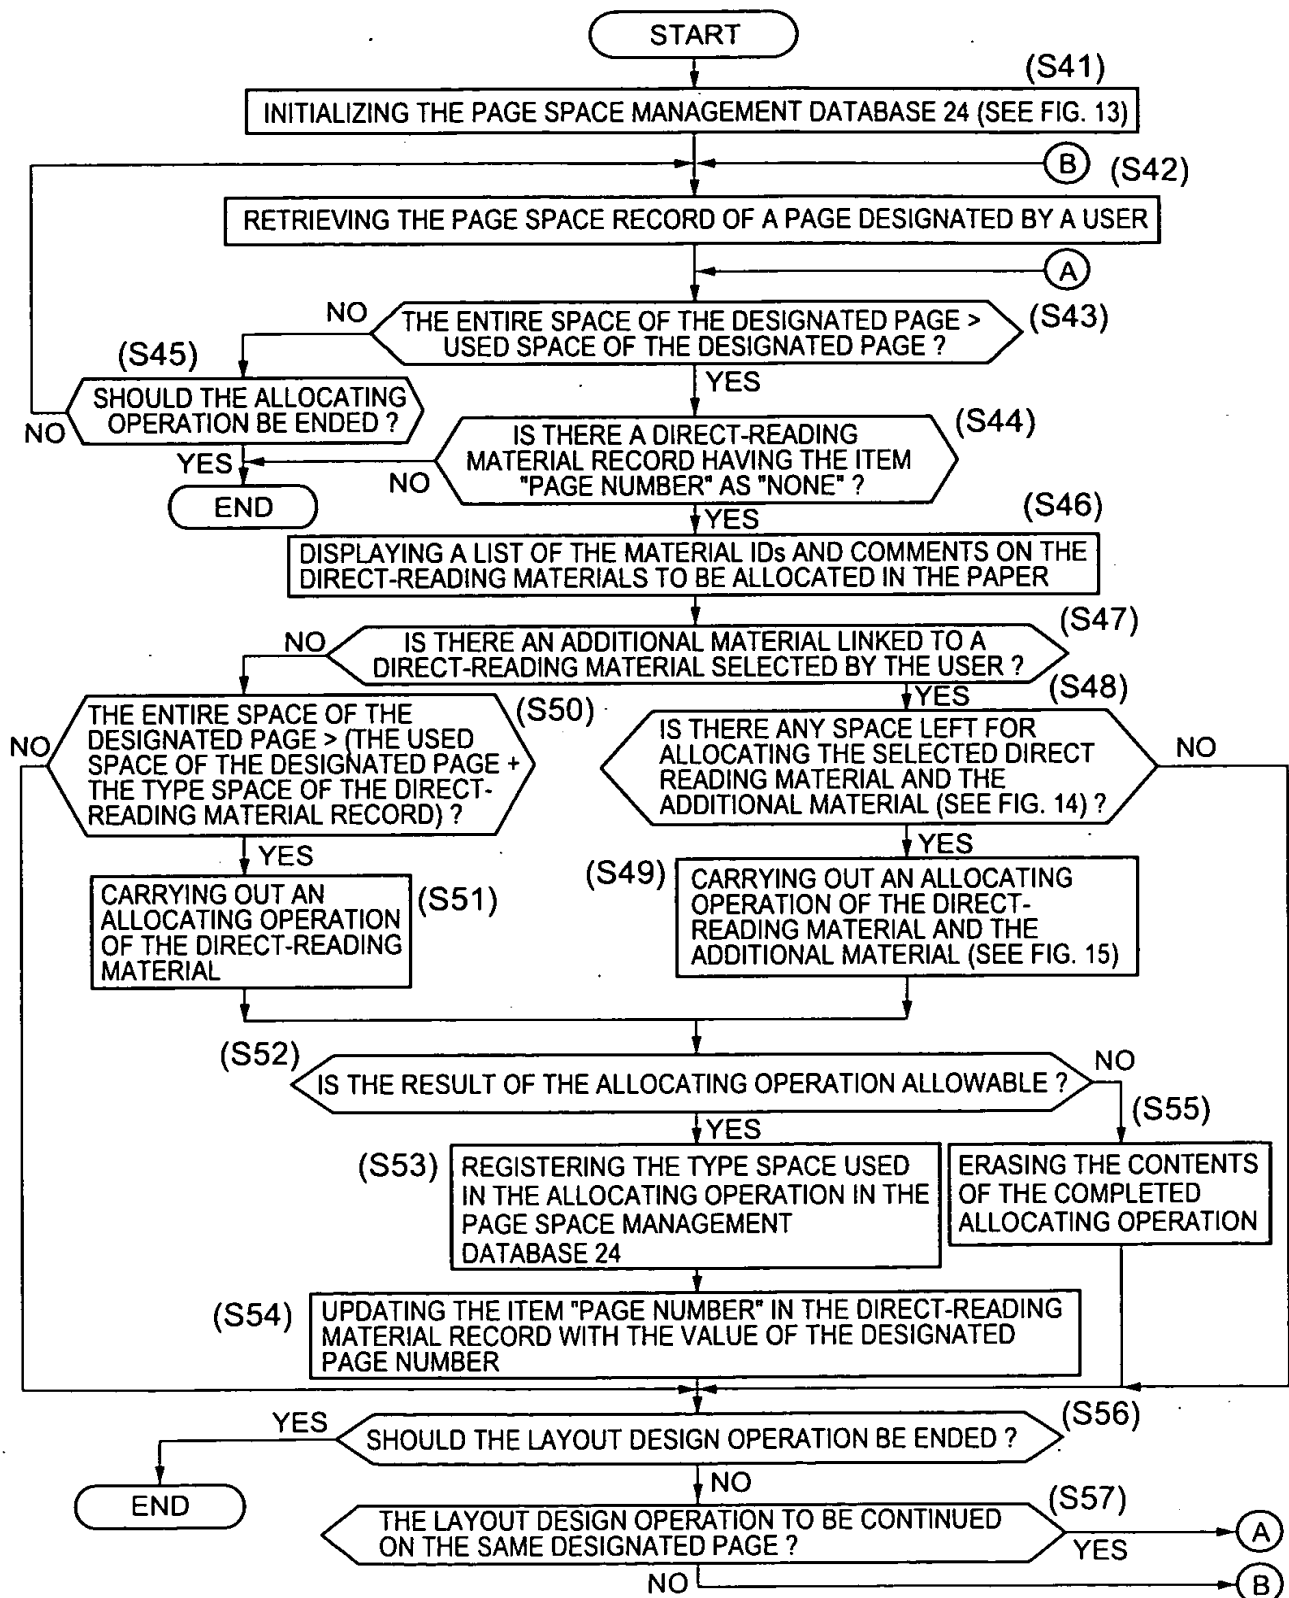 START
(S41)
INITIALIZING THE PAGE SPACE MANAGEMENT DATABASE 24 (SEE FIG. 13)
B
(S42)
RETRIEVING THE PAGE SPACE RECORD OF A PAGE DESIGNATED BY A USER
A
(S43)
NO
THE ENTIRE SPACE OF THE DESIGNATED PAGE >
USED SPACE OF THE DESIGNATED PAGE ?
(S45)
YES
SHOULD THE ALLOCATING
OPERATION BE ENDED ?
NO
YES
(S44)
IS THERE A DIRECT-READING
MATERIAL RECORD HAVING THE ITEM
"PAGE NUMBER" AS "NONE" ?
NO
END
YES
(S46)
DISPLAYING A LIST OF THE MATERIAL IDs AND COMMENTS ON THE
DIRECT-READING MATERIALS TO BE ALLOCATED IN THE PAPER
(S47)
NO
IS THERE AN ADDITIONAL MATERIAL LINKED TO A
DIRECT-READING MATERIAL SELECTED BY THE USER ?
YES
(S48)
(S50)
THE ENTIRE SPACE OF THE
DESIGNATED PAGE > (THE USED
SPACE OF THE DESIGNATED PAGE +
THE TYPE SPACE OF THE DIRECT-
READING MATERIAL RECORD) ?
NO
IS THERE ANY SPACE LEFT FOR
ALLOCATING THE SELECTED DIRECT
READING MATERIAL AND THE
ADDITIONAL MATERIAL (SEE FIG. 14) ?
NO
YES
YES
(S51)
CARRYING OUT AN
ALLOCATING OPERATION
OF THE DIRECT-READING
MATERIAL
(S49)
CARRYING OUT AN ALLOCATING
OPERATION OF THE DIRECT-
READING MATERIAL AND THE
ADDITIONAL MATERIAL (SEE FIG. 15)
(S52)
IS THE RESULT OF THE ALLOCATING OPERATION ALLOWABLE ?
NO
YES
(S55)
(S53)
REGISTERING THE TYPE SPACE USED
IN THE ALLOCATING OPERATION IN THE
PAGE SPACE MANAGEMENT
DATABASE 24
ERASING THE CONTENTS
OF THE COMPLETED
ALLOCATING OPERATION
(S54)
UPDATING THE ITEM "PAGE NUMBER" IN THE DIRECT-READING
MATERIAL RECORD WITH THE VALUE OF THE DESIGNATED
PAGE NUMBER
(S56)
YES
SHOULD THE LAYOUT DESIGN OPERATION BE ENDED ?
END
NO
(S57)
THE LAYOUT DESIGN OPERATION TO BE CONTINUED
ON THE SAME DESIGNATED PAGE ?
YES
A
NO
B